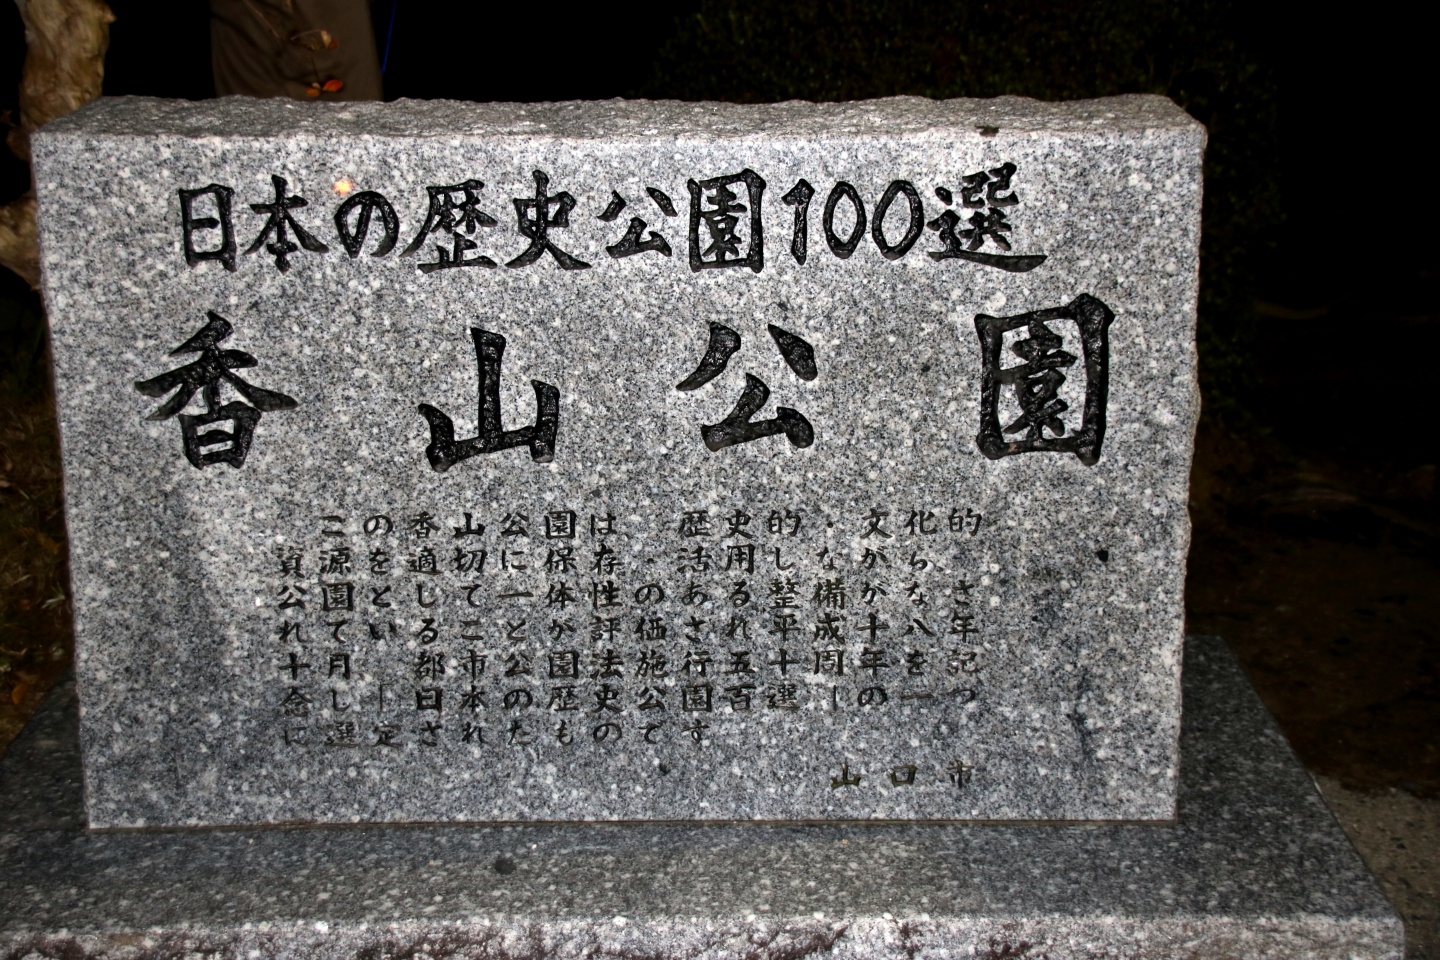 日本の歴史公園100選
香山公園
このの香山公園は、歴史的・文化的
資源を適切に保存・活用しながら、
公園として一体性のある整備がなさ
れていることが評価され平成十八年
十月、都市公園法施行五十周年を記
念し「日本の歴史公園百選」の一つ
に選定されたものです。
山口市